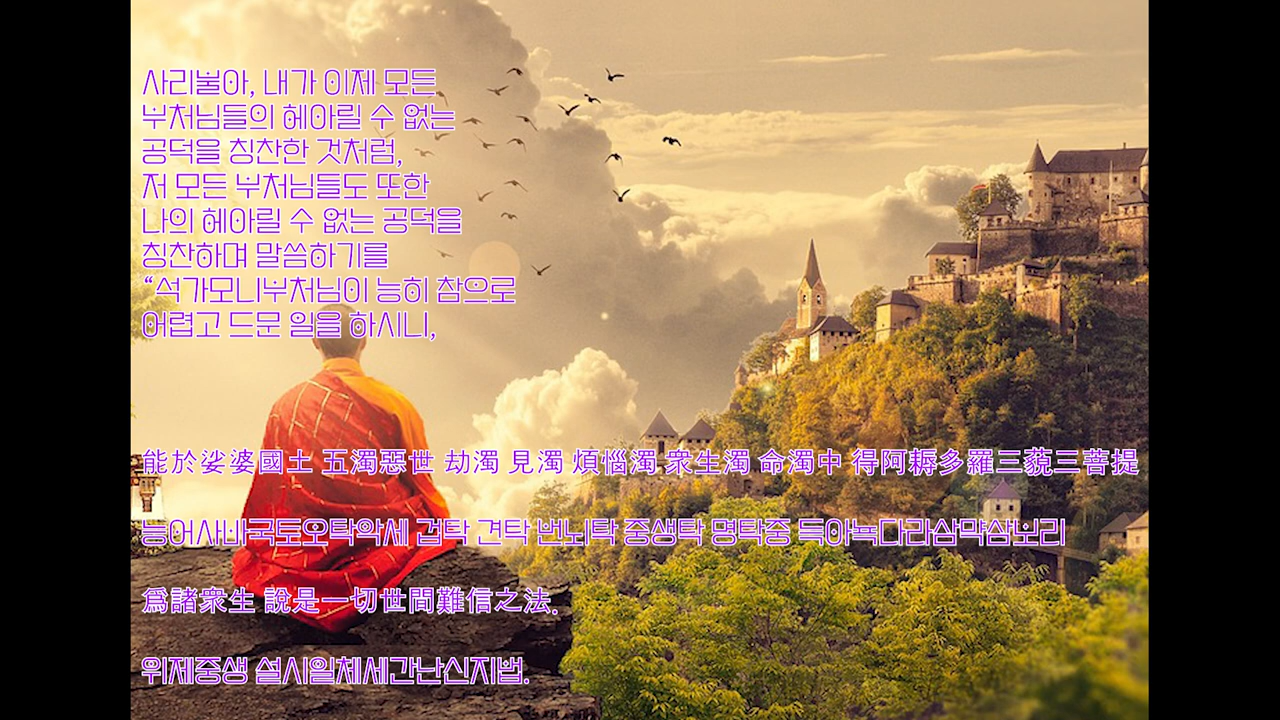 사리불아, 내가 이제 모든
부처님들의 헤아릴 수 없는
공덕을 칭찬한 것처럼,
저 모든 부처님들도 또한
나의 헤아릴 수 없는 공덕을
칭찬하며 말씀하기를
“석가모니부처님이 능히 참으로
어렵고 드문 일을 하시니,
能於娑婆國土 五濁惡世 劫濁 見濁 煩惱濁 衆生濁 命濁中 得阿耨多羅三藐三菩提
능어사바국토오탁악세 겁탁 견탁 번뇌탁 중생탁 명탁중 득아뇩다라삼먁삼보리
爲諸衆生 說是一切世間難信之法.
위제중생 설시일체세간난신지법.